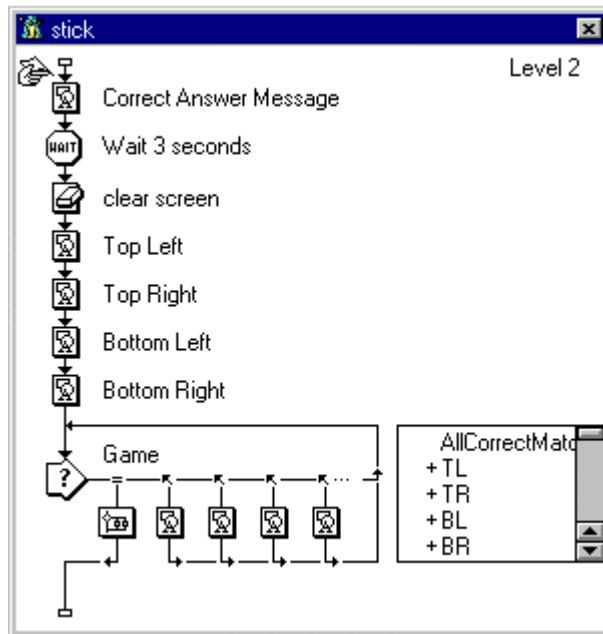 stick
Level 2
Correct Answer Message
WAIT
Wait 3 seconds
clear screen
Top Left
Top Right
Bottom Left
Bottom Right
Game
?
=
...
AllCorrectMatc
+ TL
+ TR
+ BL
+ BR